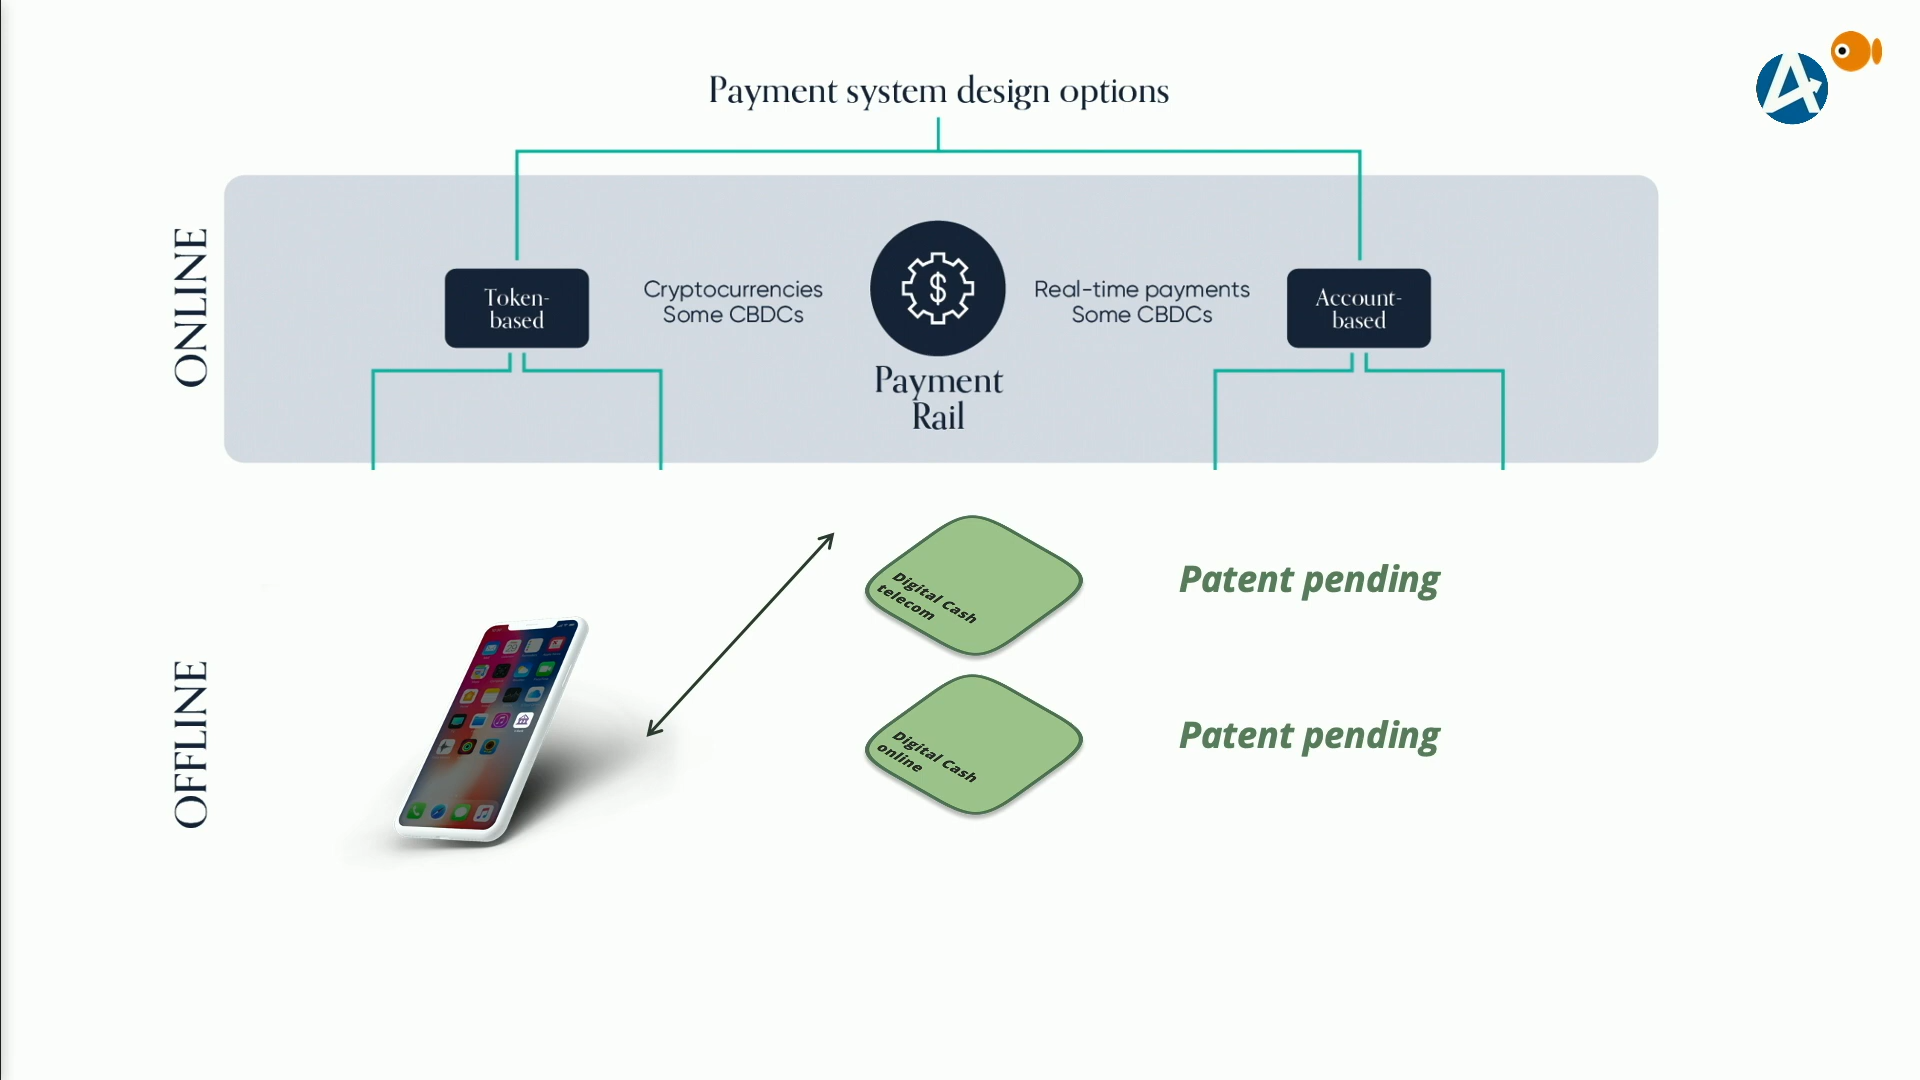 Payment system design options
ONLINE
Token-
based
Cryptocurrencies
Some CBDCs
$
Payment
Rail
Real-time payments
Some CBDCs
Account-
based
OFFLINE
Digital Cash
telecom
Patent pending
Digital Cash
online
Patent pending